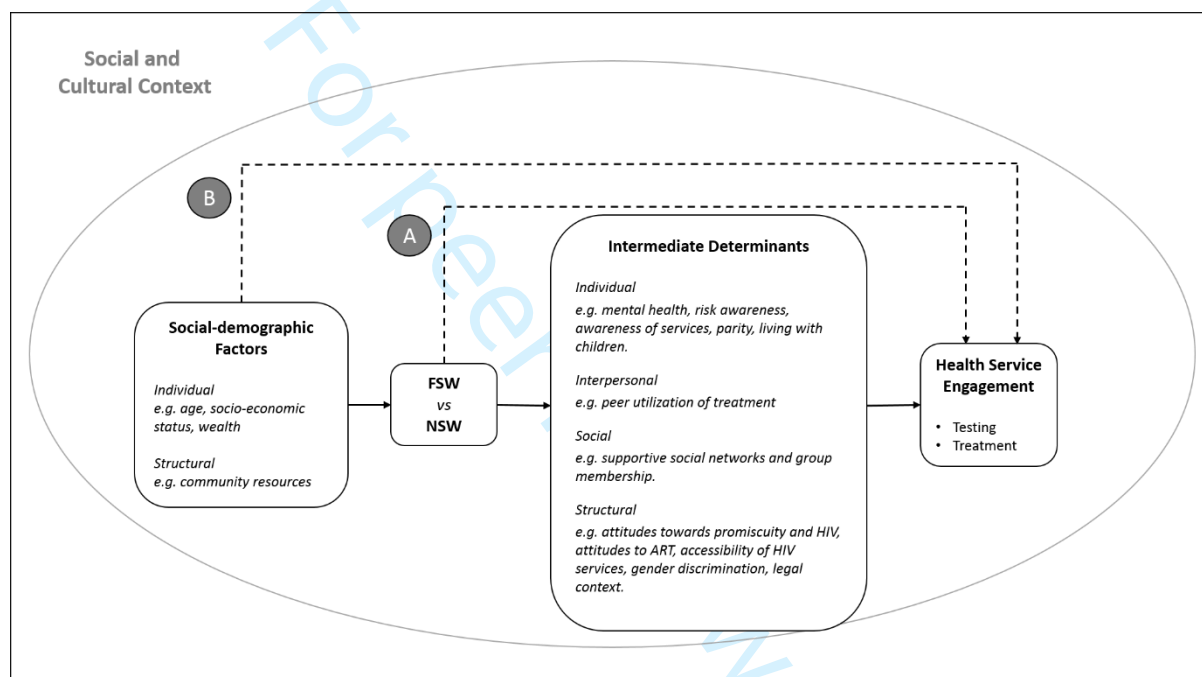 Social and
Cultural Context
B
A
Social-demographic
Factors
Individual
e.g. age, socio-economic
status, wealth
Structural
e.g. community resources
FSW
vs
NSW
Intermediate Determinants
Individual
e.g. mental health, risk awareness,
awareness of services, parity, living with
children.
Interpersonal
e.g. peer utilization of treatment
Social
e.g. supportive social networks and group
membership.
Structural
e.g. attitudes towards promiscuity and HIV,
attitudes to ART, accessibility of HIV
services, gender discrimination, legal
context.
Health Service
Engagement
• Testing
• Treatment
For peer
w